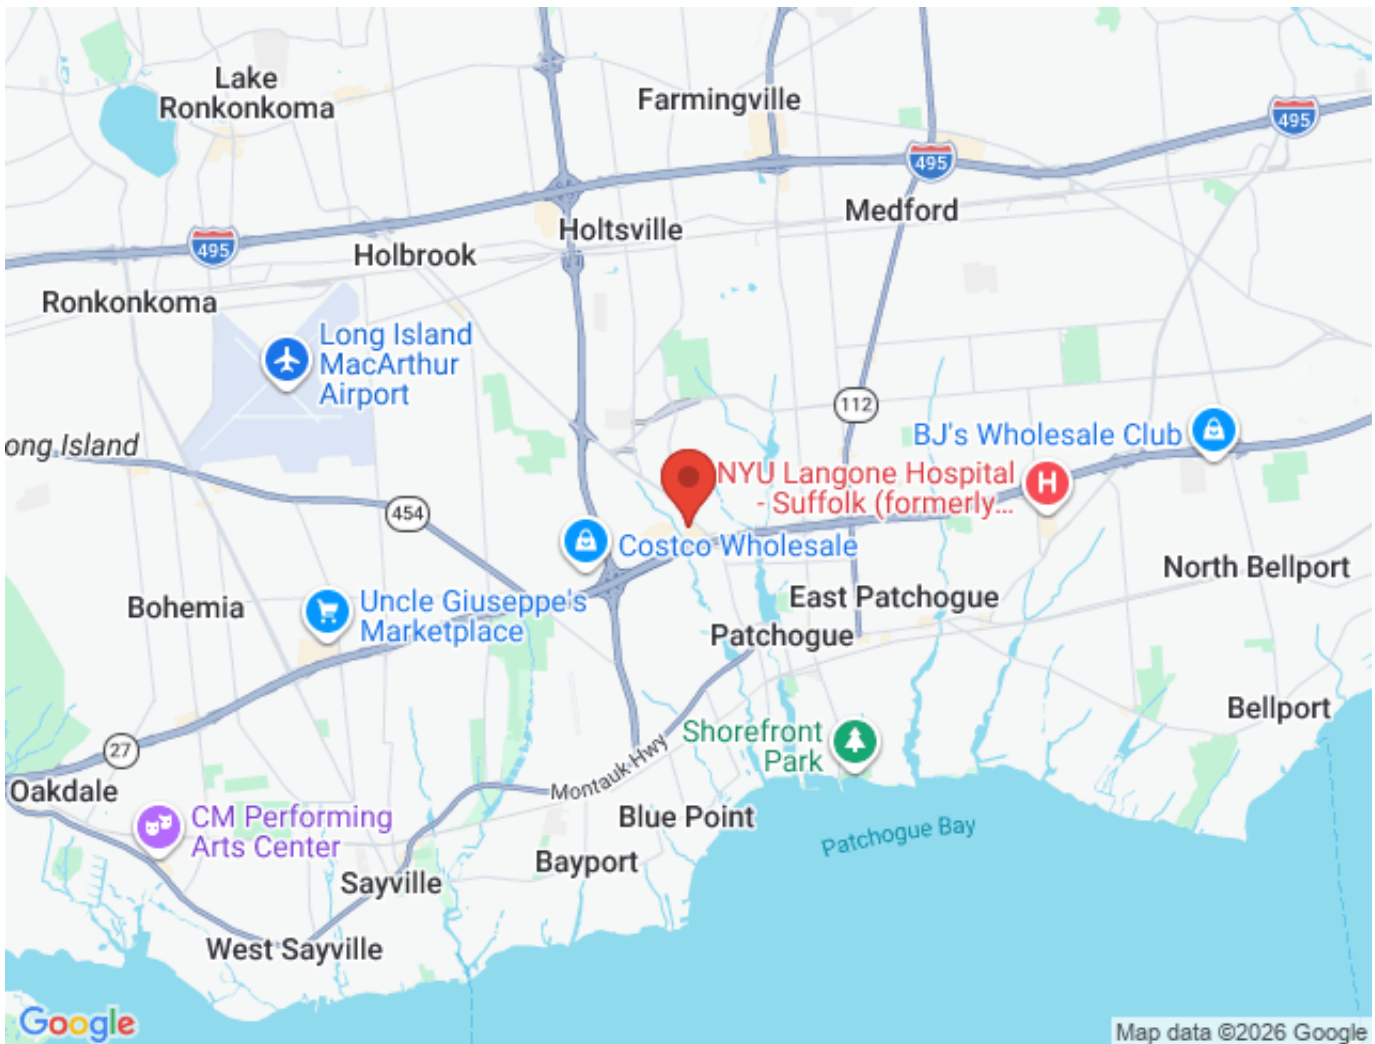 Lake
Ronkonkoma
Farmingville
495
495
Medford
Holtsville
495
Holbrook
Ronkonkoma
Long Island
MacArthur
Airport
112
BJ's Wholesale Club
ong Island
NYU Langone Hospital
- Suffolk (formerly...
H
454
Costco Wholesale
North Bellport
Uncle Giuseppe's
Marketplace
Bohemia
East Patchogue
Patchogue
Bellport
Shorefront
Park
27
Montauk Hwy
Oakdale
CM Performing
Arts Center
Blue Point
Patchogue Bay
Bayport
Sayville
West Sayville
Google
Map data ©2026 Google